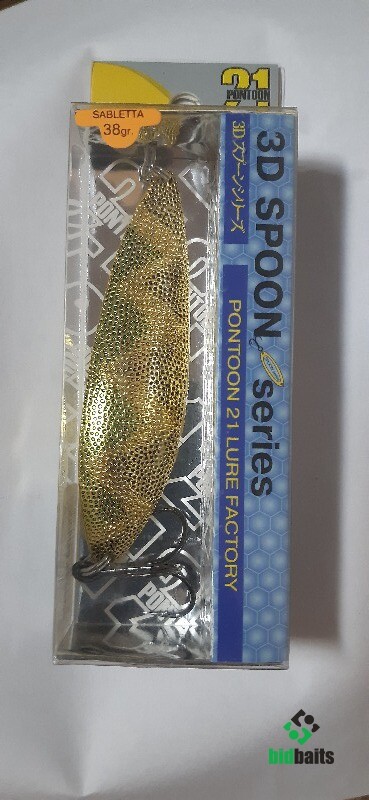 21
PONTOON
SABLETTA
38gr.
3D SPOON series
3Dスプーンシリーズ
PONTOON 21 LURE FACTORY
bidbaits